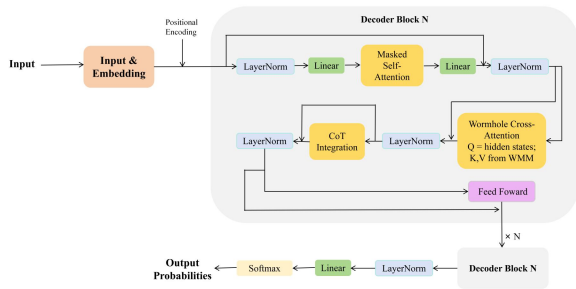 Positional
Encoding
Decoder Block N
Input
Input &
Embedding
LayerNorm
Linear
Masked
Self-
Attention
Linear
LayerNorm
Wormhole Cross-
Attention
Q = hidden states;
K,V from WMM
LayerNorm
CoT
Integration
LayerNorm
Feed Foward
× N
Decoder Block N
LayerNorm
Linear
Softmax
Output
Probabilities